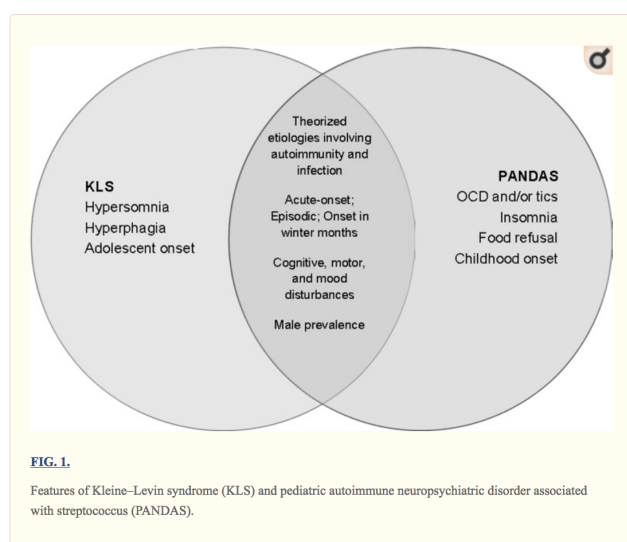 KLS
Hypersomnia
Hyperphagia
Adolescent onset
Theorized
etiologies involving
autoimmunity and
infection
Acute-onset;
Episodic; Onset in
winter months
Cognitive, motor,
and mood
disturbances
Male prevalence
PANDAS
OCD and/or tics
Insomnia
Food refusal
Childhood onset
FIG. 1.
Features of Kleine–Levin syndrome (KLS) and pediatric autoimmune neuropsychiatric disorder associated
with streptococcus (PANDAS).